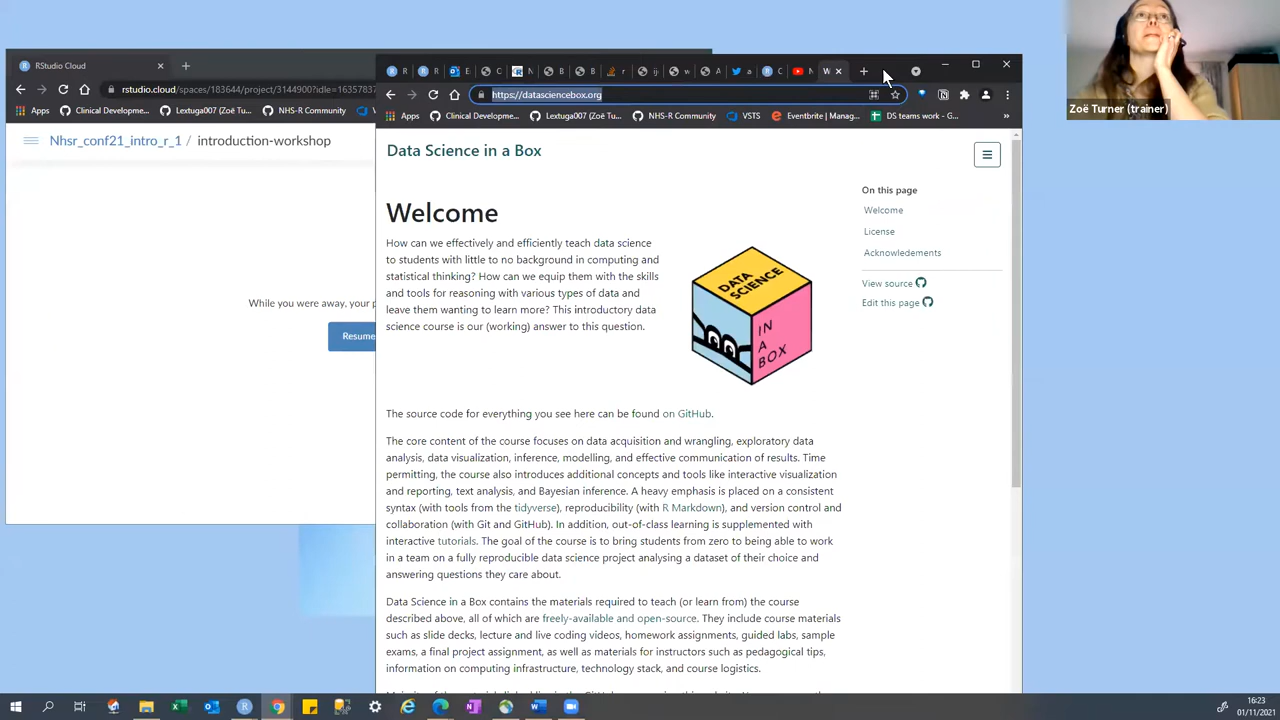 RStudio Cloud
rstudio.cloud/spaces/183644/project/3144900?idle=16357837
Apps
Clinical Developmen...
Lextuga007 (Zoë Tu...
NHS-R Community
Nhsr_conf21_intro_r_1 / introduction-workshop
While you were away, your p
Resume
https://datasciencebox.org
Apps
Clinical Developmen...
Lextuga007 (Zoë Tu...
NHS-R Community
VSTS
Eventbrite | Manag...
DS teams work - G...
Data Science in a Box
Welcome
How can we effectively and efficiently teach data science
to students with little to no background in computing and
statistical thinking? How can we equip them with the skills
and tools for reasoning with various types of data and
leave them wanting to learn more? This introductory data
science course is our (working) answer to this question.
DATA
SCIENCE
IN
A
BOX
On this page
Welcome
License
Acknowledements
View source
Edit this page
The source code for everything you see here can be found on GitHub.
The core content of the course focuses on data acquisition and wrangling, exploratory data
analysis, data visualization, inference, modelling, and effective communication of results. Time
permitting, the course also introduces additional concepts and tools like interactive visualization
and reporting, text analysis, and Bayesian inference. A heavy emphasis is placed on a consistent
syntax (with tools from the tidyverse), reproducibility (with R Markdown), and version control and
collaboration (with Git and GitHub). In addition, out-of-class learning is supplemented with
interactive tutorials. The goal of the course is to bring students from zero to being able to work
in a team on a fully reproducible data science project analysing a dataset of their choice and
answering questions they care about.
Data Science in a Box contains the materials required to teach (or learn from) the course
described above, all of which are freely-available and open-source. They include course materials
such as slide decks, lecture and live coding videos, homework assignments, guided labs, sample
exams, a final project assignment, as well as materials for instructors such as pedagogical tips,
information on computing infrastructure, technology stack, and course logistics.
Zoë Turner (trainer)
16:23
01/11/2021